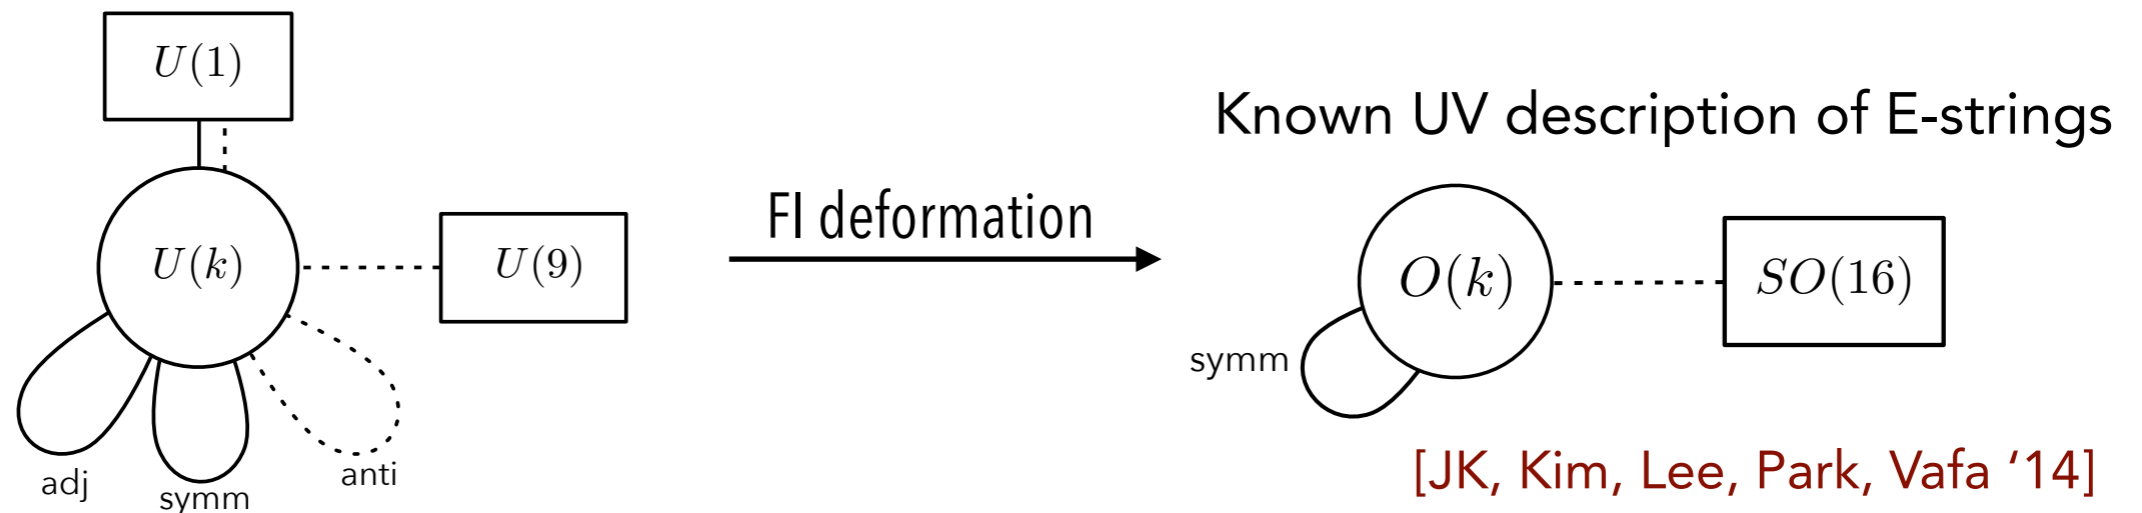 U(1)
U(k)
U(9)
adj
symm
anti
FI deformation
Known UV description of E-strings
O(k)
SO(16)
symm
[JK, Kim, Lee, Park, Vafa ‘14]